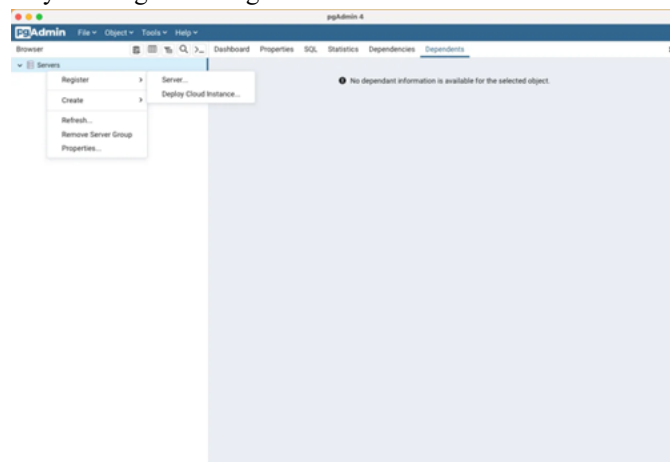 pgAdmin 4
pgAdmin File Object Tools Help
Browser Dashboard Properties SQL Statistics Dependencies Dependents
Servers
Register Server...
Deploy Cloud Instance...
Create
Refresh...
Remove Server Group
Properties...
No dependant information is available for the selected object.